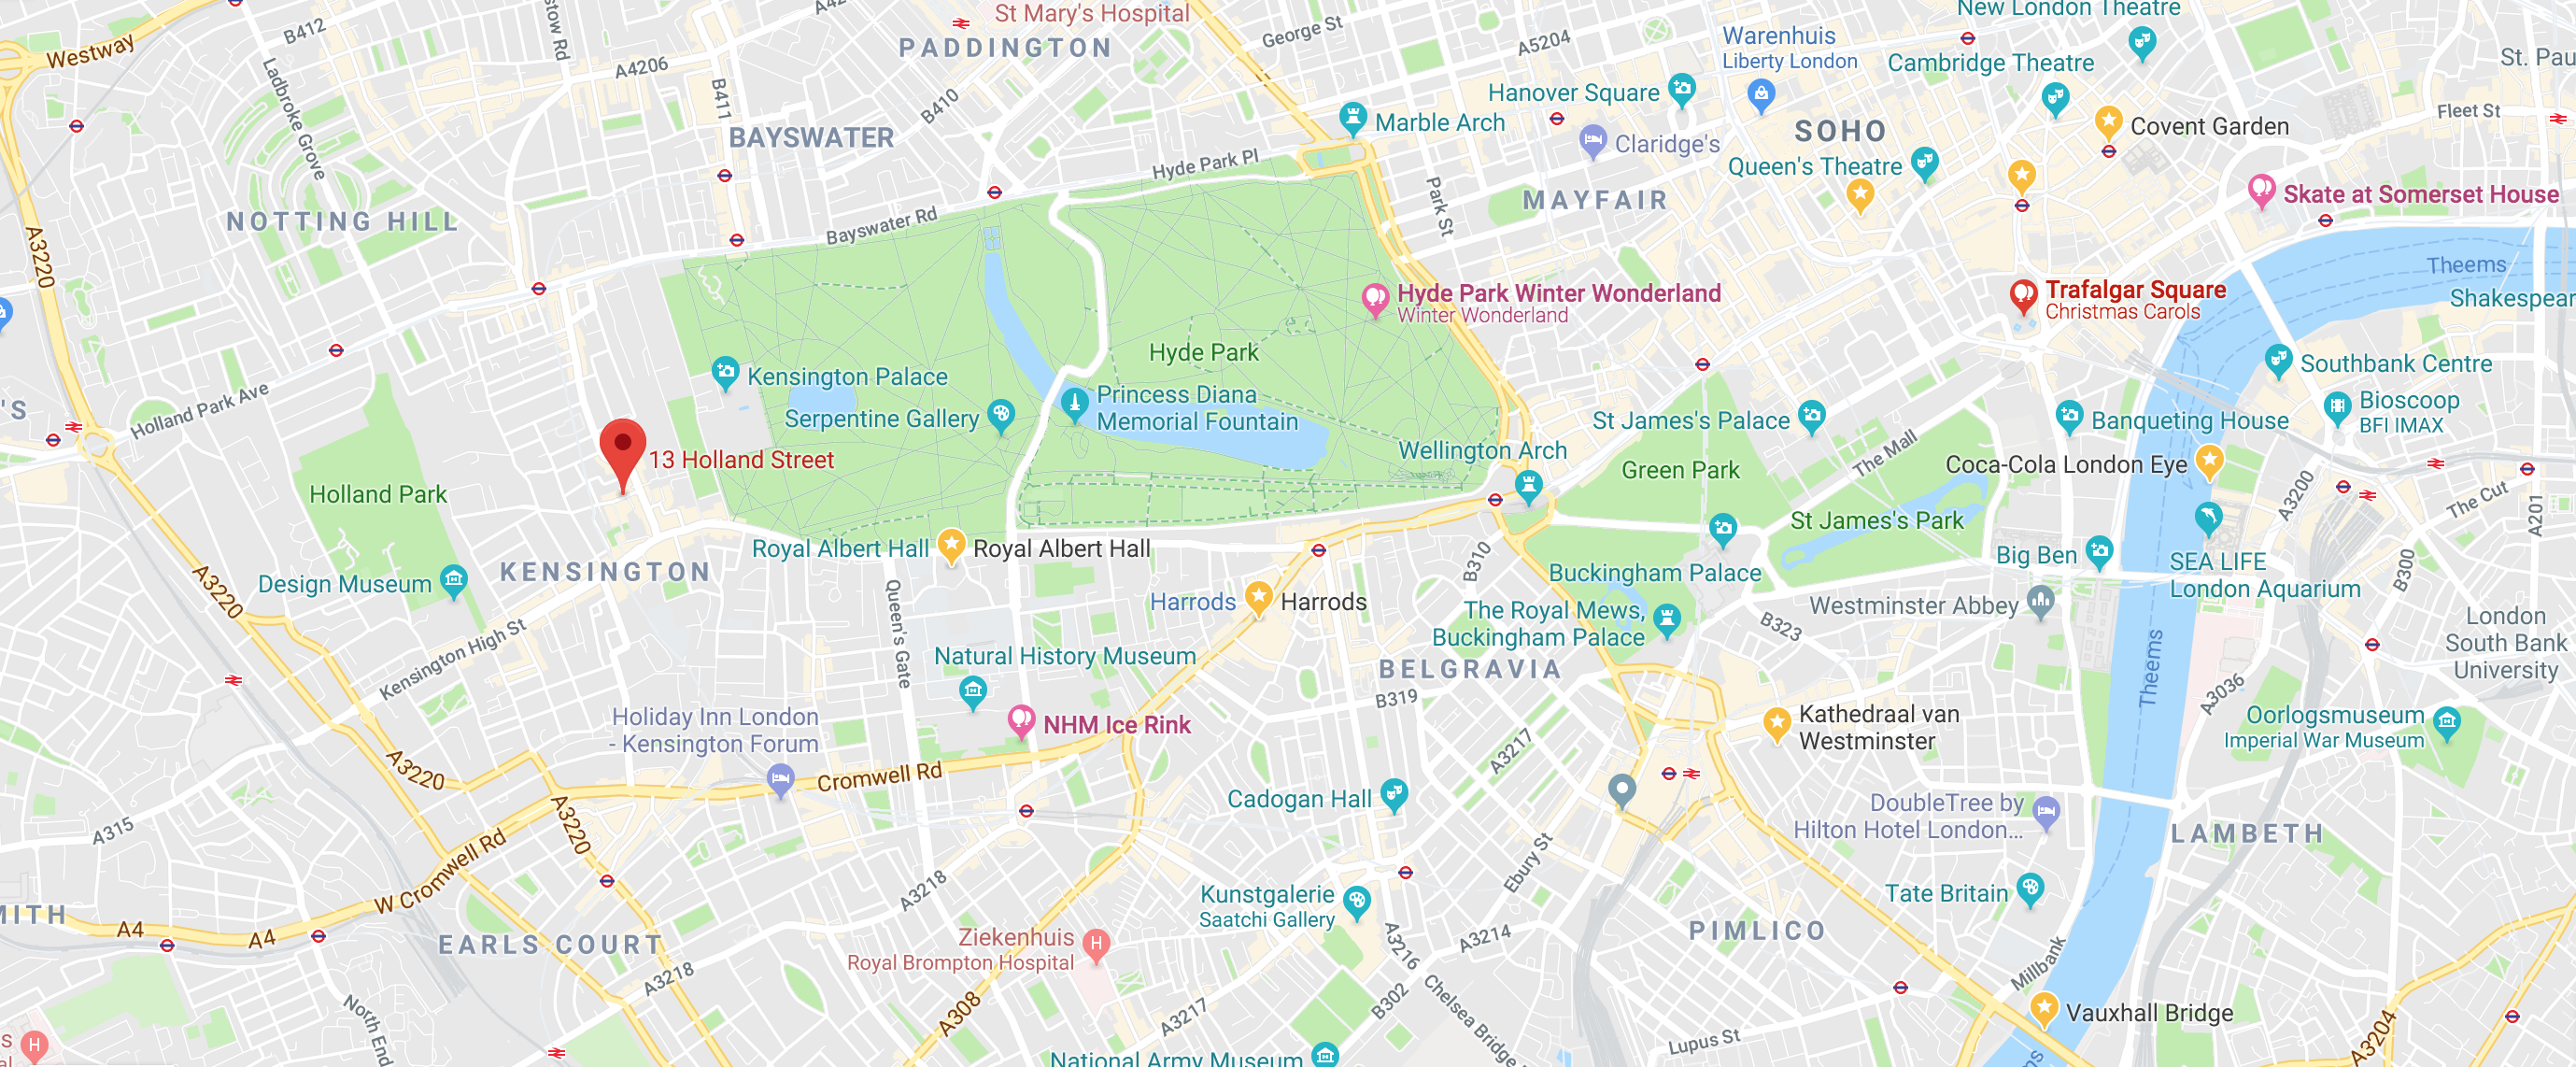 St Mary's Hospital
New London Theatre
Westway
B412
stow Rd
A42
PADDINGTON
George St
A5204
Warenhuis
Liberty London
Cambridge Theatre
St. Pau
A4206
Ladbroke Grove
B411
B410
Hanover Square
Marble Arch
Claridge's
SOHO
Covent Garden
Fleet St
BAYSWATER
Hyde Park Pl
Queen's Theatre
NOTTING HILL
Bayswater Rd
Park St
MAYFAIR
Skate at Somerset House
A3220
Theems
Hyde Park Winter Wonderland
Winter Wonderland
Trafalgar Square
Christmas Carols
Shakespear
Hyde Park
Kensington Palace
Southbank Centre
Holland Park Ave
'S
Serpentine Gallery
Princess Diana
Memorial Fountain
St James's Palace
Banqueting House
Bioscoop
BFI IMAX
13 Holland Street
Wellington Arch
Green Park
The Mall
Coca-Cola London Eye
Holland Park
A3200
The Cut
A201
St James's Park
Royal Albert Hall
Royal Albert Hall
KENSINGTON
Design Museum
A3220
Queen's Gate
Harrods
Harrods
B310
Buckingham Palace
Big Ben
SEA LIFE
London Aquarium
B300
The Royal Mews,
Buckingham Palace
Westminster Abbey
B323
London
South Bank
University
Kensington High St
Natural History Museum
BELGRAVIA
B319
Theems
A3036
Holiday Inn London
- Kensington Forum
NHM Ice Rink
Kathedraal van
Westminster
Oorlogsmuseum
Imperial War Museum
A3220
Cromwell Rd
A3217
Cadogan Hall
DoubleTree by
Hilton Hotel London...
LAMBETH
A315
A3220
W Cromwell Rd
A3218
Ebury St
Kunstgalerie
Saatchi Gallery
Tate Britain
MITH
A4
A4
EARLS COURT
Ziekenhuis
Royal Brompton Hospital
A3216
A3214
PIMLICO
A3218
Millbank
North End
A308
A3217
B302
Chelsea Bridge
Vauxhall Bridge
Lupus St
A3204
National Army Museum
s
al
ms